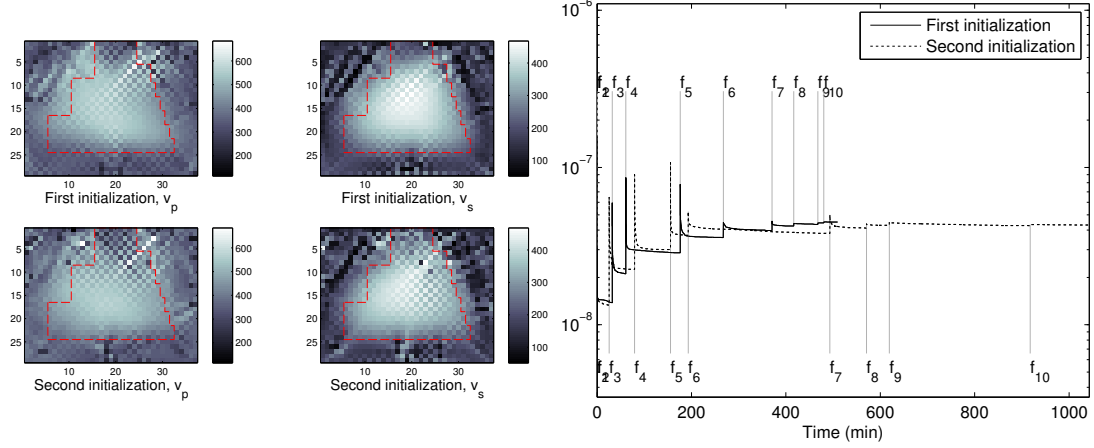 5
10
15
20
25
10 20 30
First initialization, v_p
200
300
400
500
600
5
10
15
20
25
10 20 30
First initialization, v_s
100
200
300
400
5
10
15
20
25
10 20 30
Second initialization, v_p
200
300
400
500
600
5
10
15
20
25
10 20 30
Second initialization, v_s
100
200
300
400
10^-6
10^-7
10^-8
First initialization
Second initialization
f_1 f_2 f_3 f_4 f_5 f_6 f_7 f_8 f_9 f_10
f_1 f_2 f_3 f_4 f_5 f_6 f_7 f_8 f_9 f_10
0 200 400 600 800 1000
Time (min)